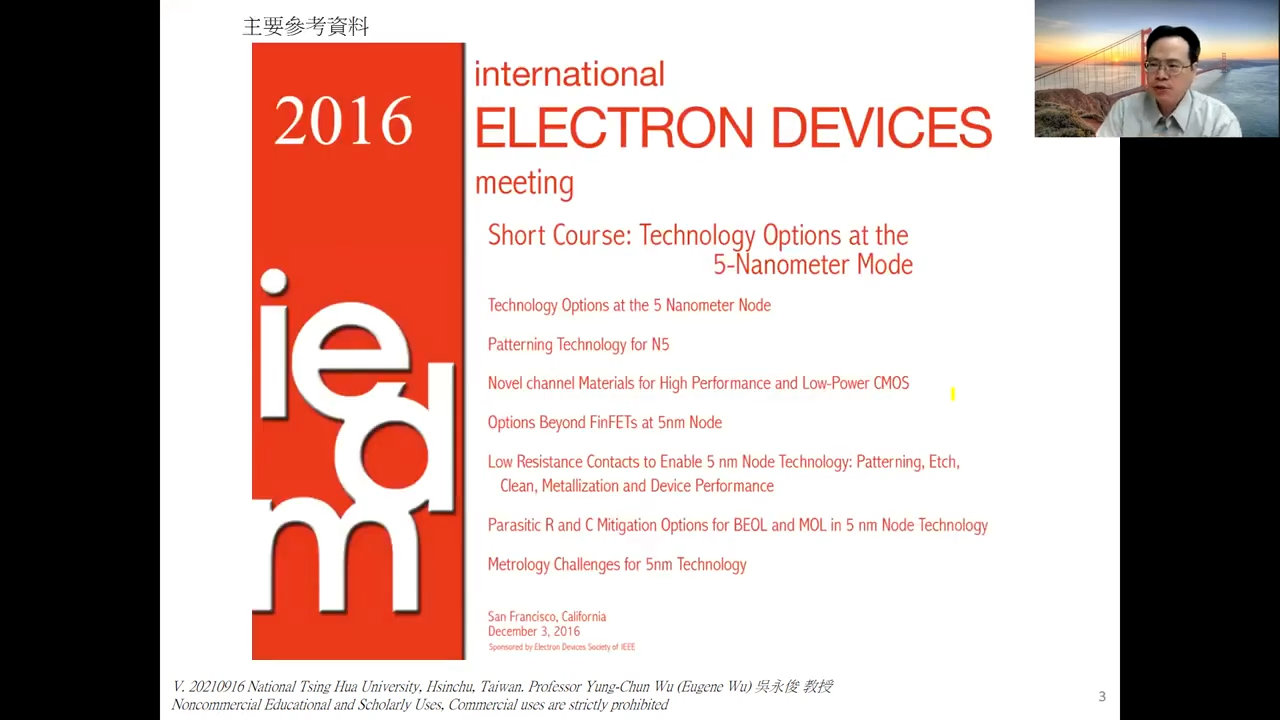 主要參考資料
2016
international
ELECTRON DEVICES
meeting
Short Course: Technology Options at the
5-Nanometer Mode
Technology Options at the 5 Nanometer Node
Patterning Technology for N5
Novel channel Materials for High Performance and Low-Power CMOS
Options Beyond FinFETs at 5nm Node
Low Resistance Contacts to Enable 5 nm Node Technology: Patterning, Etch,
Clean, Metallization and Device Performance
Parasitic R and C Mitigation Options for BEOL and MOL in 5 nm Node Technology
Metrology Challenges for 5nm Technology
San Francisco, California
December 3, 2016
Sponsored by Electron Devices Society of IEEE
ie
d
m
V. 20210916 National Tsing Hua University, Hsinchu, Taiwan. Professor Yung-Chun Wu (Eugene Wu) 吳永俊 教授
Noncommercial Educational and Scholarly Uses, Commercial uses are strictly prohibited
3